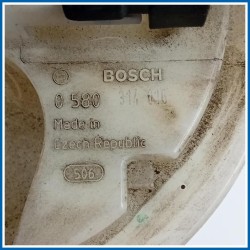 BOSCH
0 580
Made in
Czech Republic